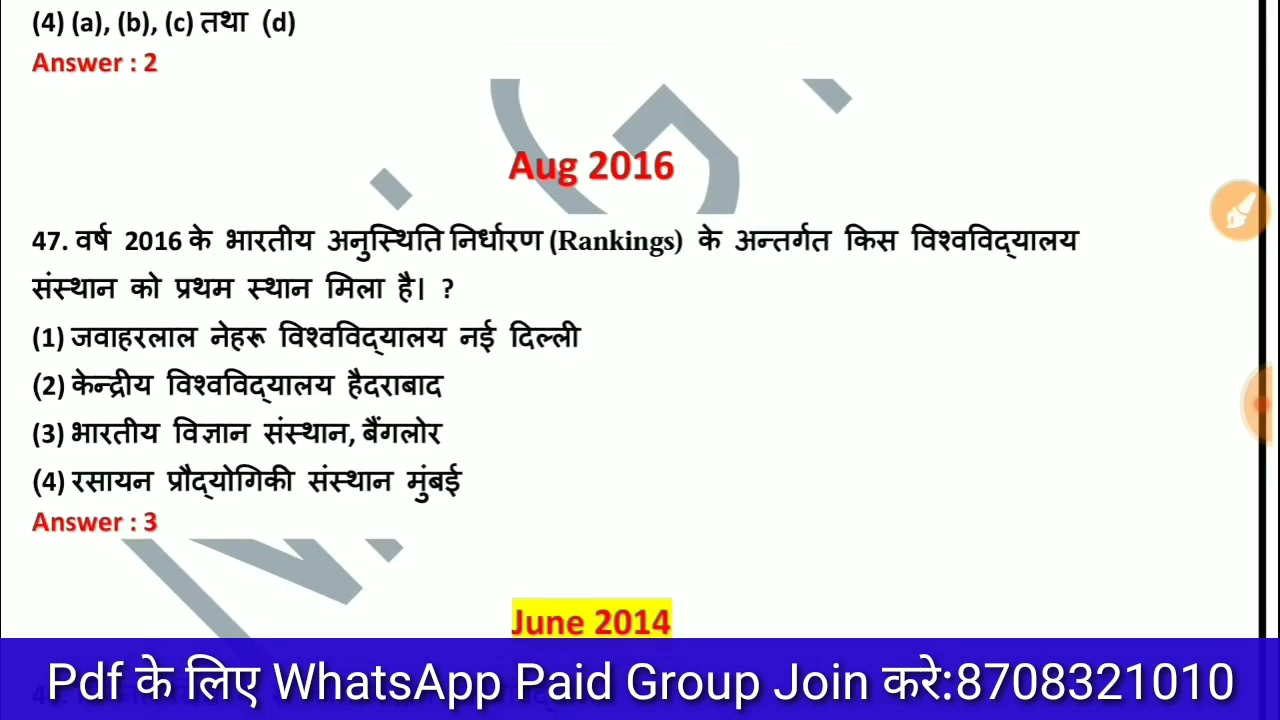 (4) (a), (b), (c) तथा (d)
Answer : 2
Aug 2016
47. वर्ष 2016 के भारतीय अनुस्थिति निर्धारण (Rankings) के अन्तर्गत किस विश्वविद्यालय
संस्थान को प्रथम स्थान मिला है। ?
(1) जवाहरलाल नेहरू विश्वविद्यालय नई दिल्ली
(2) केन्द्रीय विश्वविद्यालय हैदराबाद
(3) भारतीय विज्ञान संस्थान, बैंगलोर
(4) रसायन प्रौद्योगिकी संस्थान मुंबई
Answer : 3
June 2014
Pdf के लिए WhatsApp Paid Group Join करे:8708321010